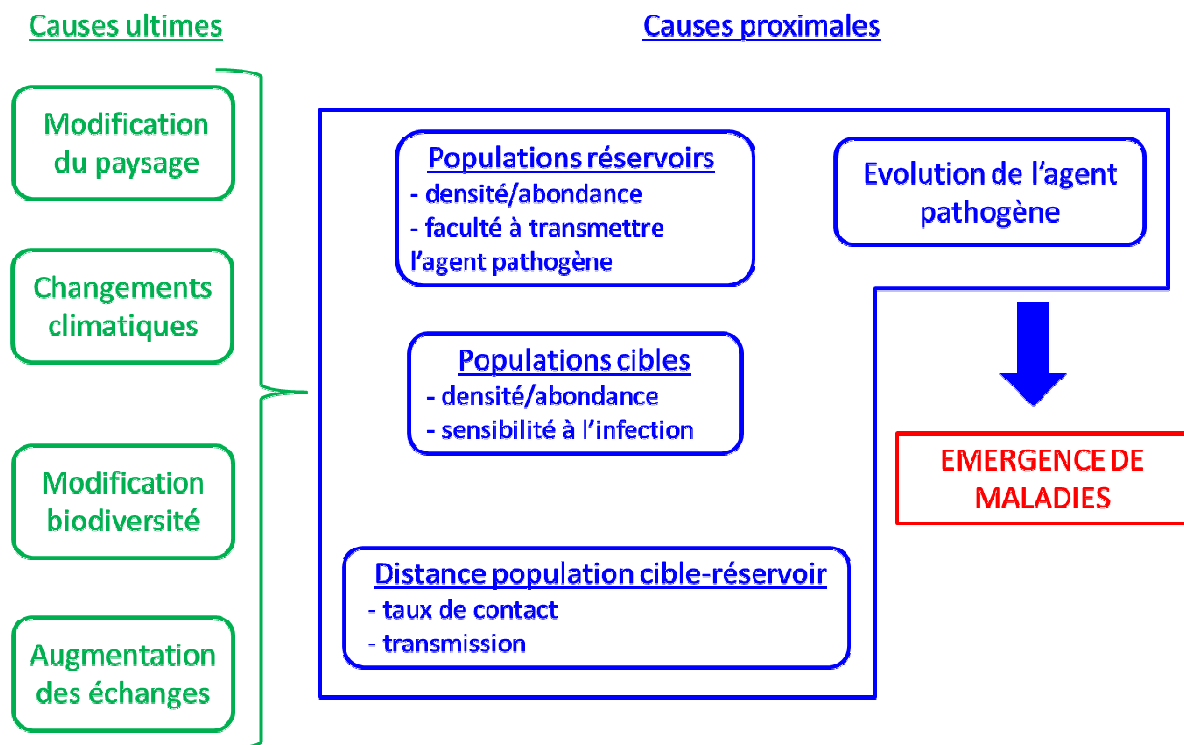 Causes ultimes
Causes proximales
Modification
du paysage
Changements
climatiques
Modification
biodiversité
Augmentation
des échanges
Populations réservoirs
- densité/abondance
- faculté à transmettre
l'agent pathogène
Evolution de l'agent
pathogène
Populations cibles
- densité/abondance
- sensibilité à l'infection
Distance population cible-réservoir
- taux de contact
- transmission
EMERGENCE DE
MALADIES